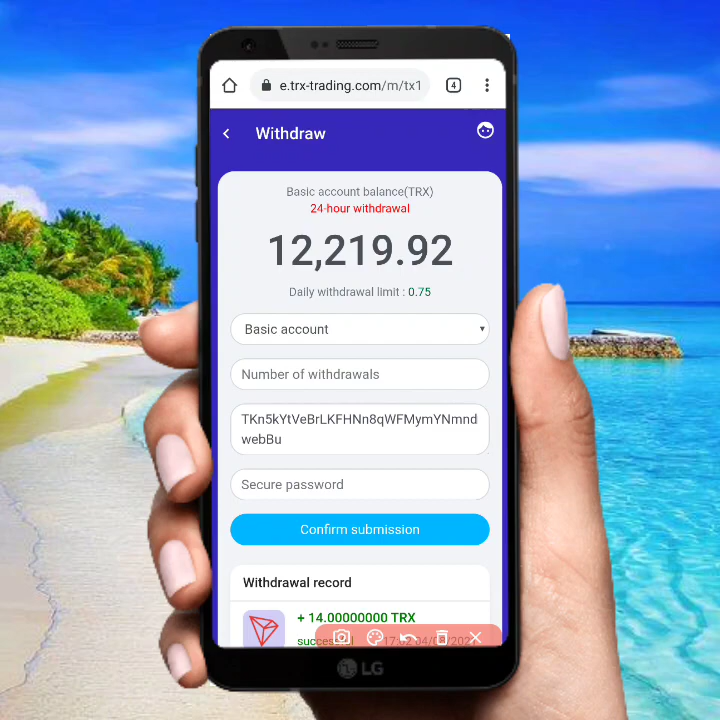 e.trx-trading.com/m/tx1
4
Withdraw
Basic account balance(TRX)
24-hour withdrawal
12,219.92
Daily withdrawal limit : 0.75
Basic account
Number of withdrawals
TKn5kYtVeBrLKFHNn8qWFMymYNmnd
webBu
Secure password
Confirm submission
Withdrawal record
+ 14.00000000 TRX
LG